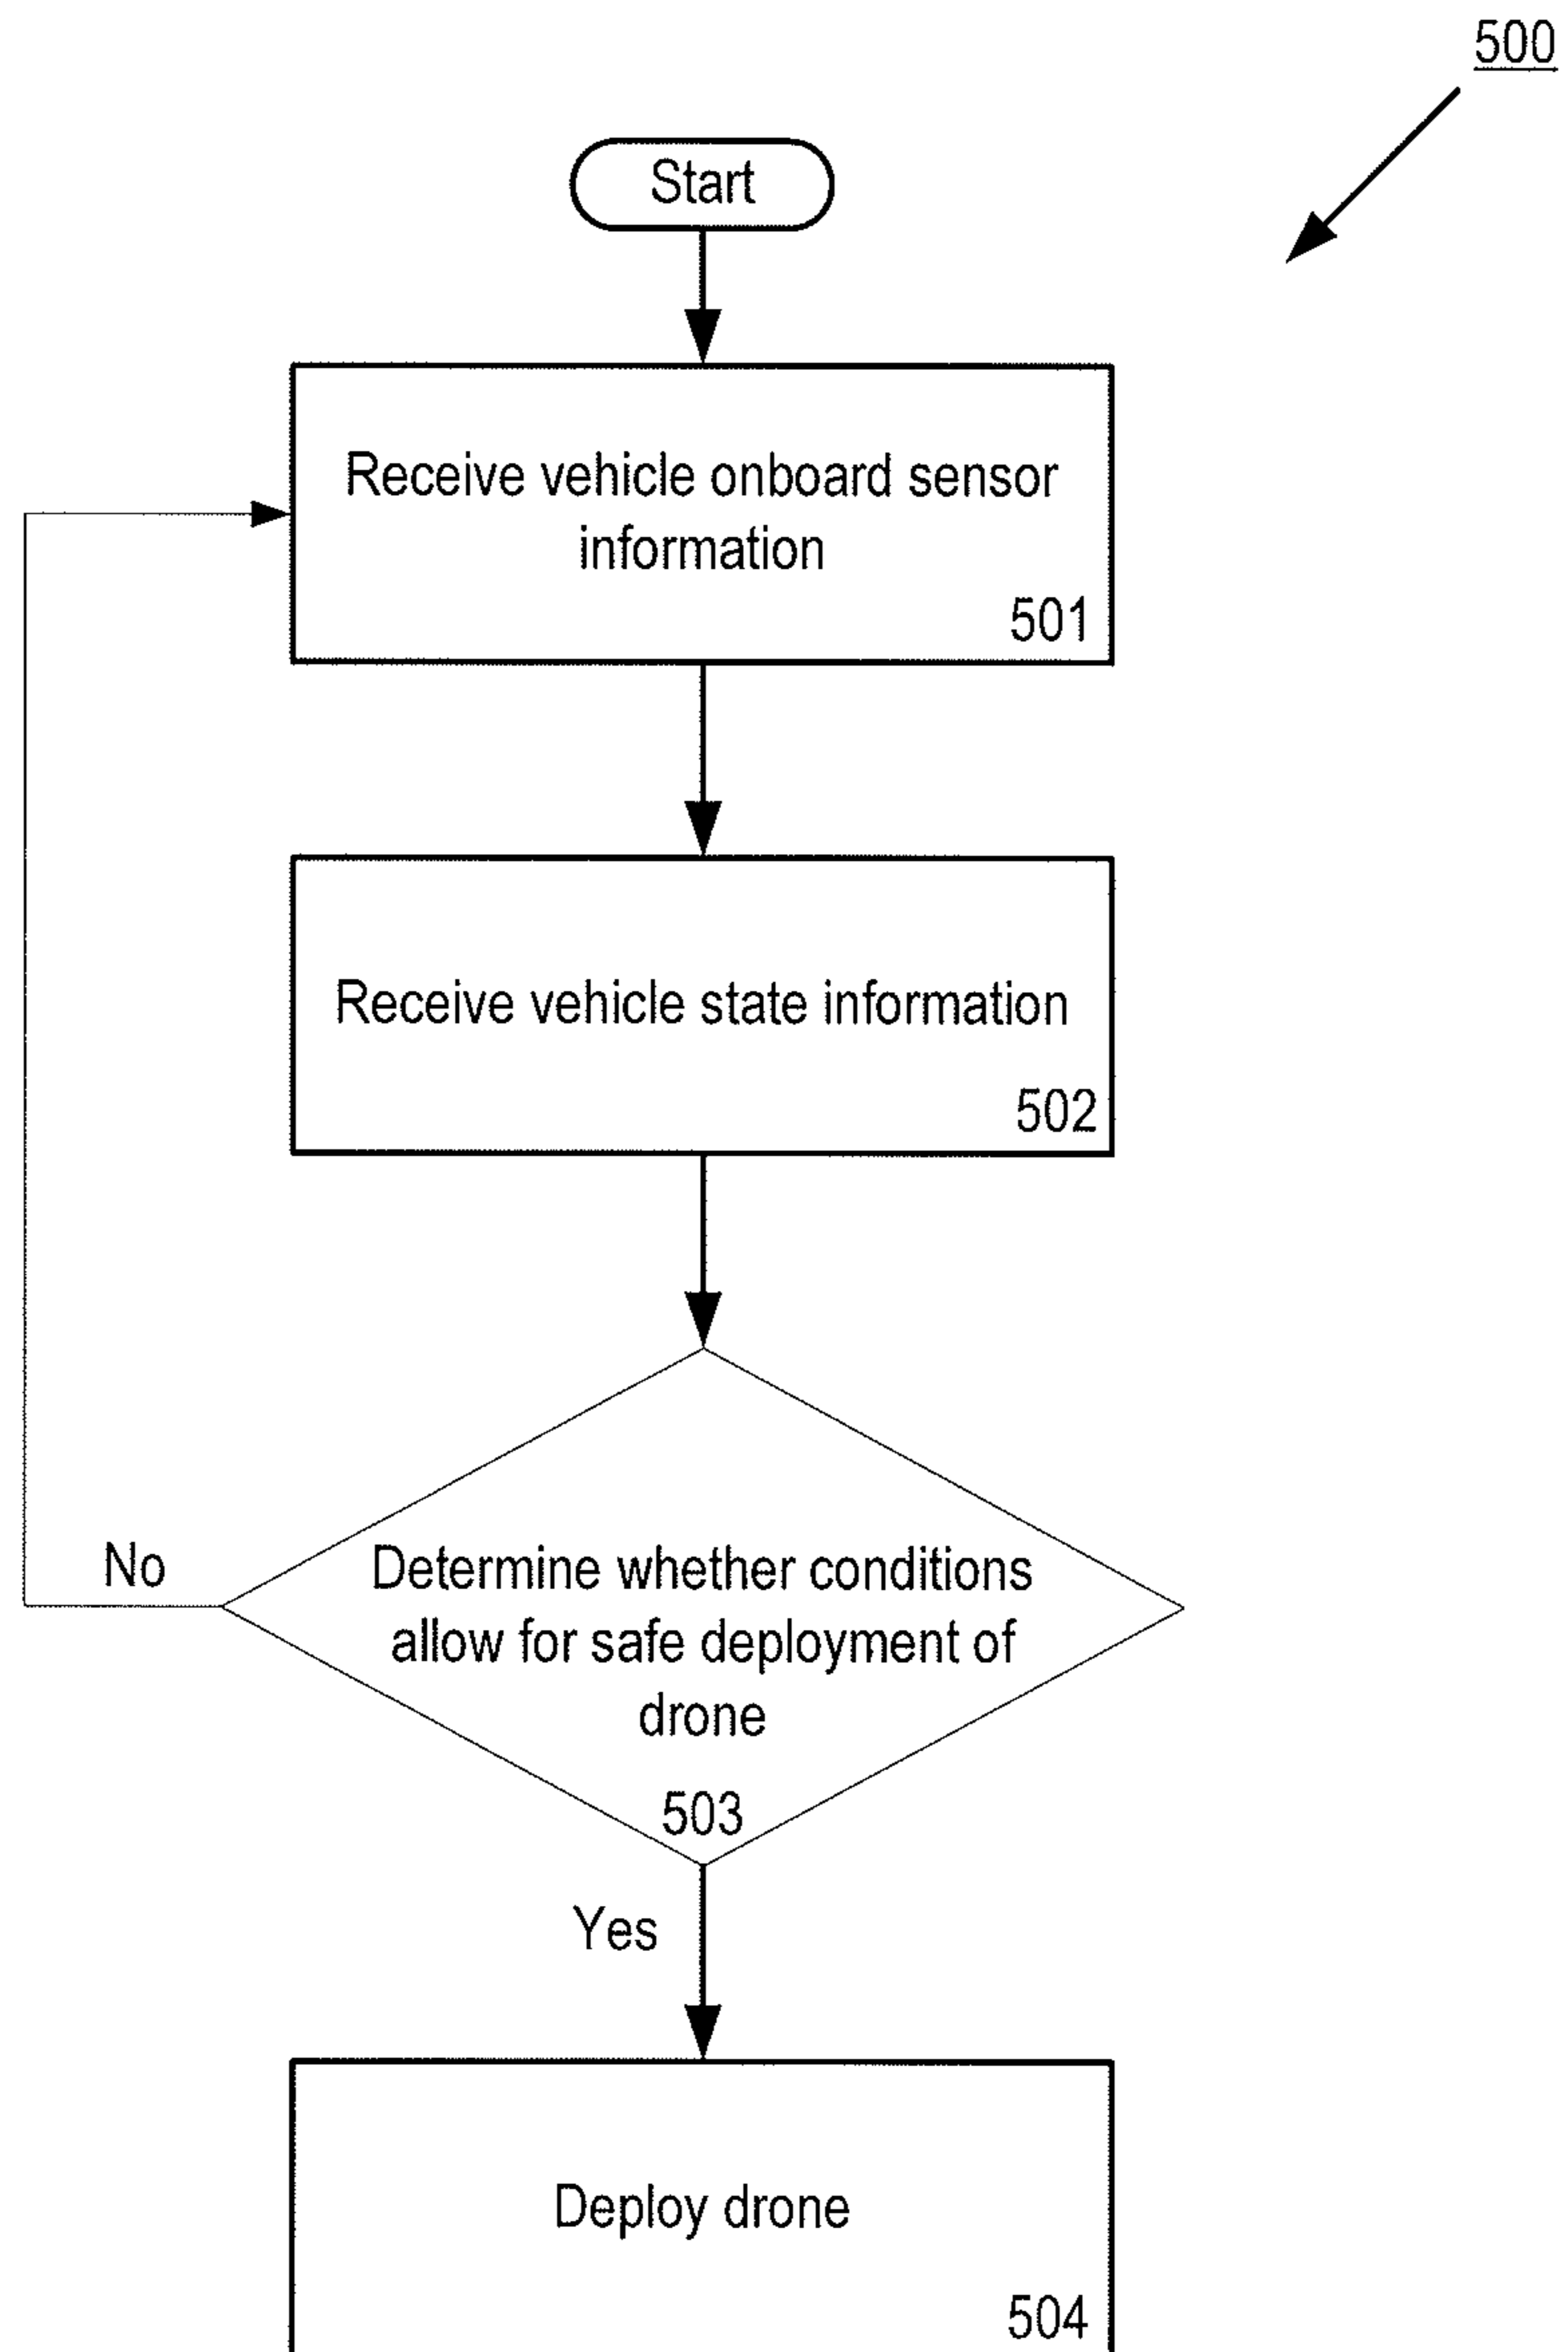 500
Start
Receive vehicle onboard sensor
information
501
Receive vehicle state information
502
No
Determine whether conditions
allow for safe deployment of
drone
503
Yes
Deploy drone
504